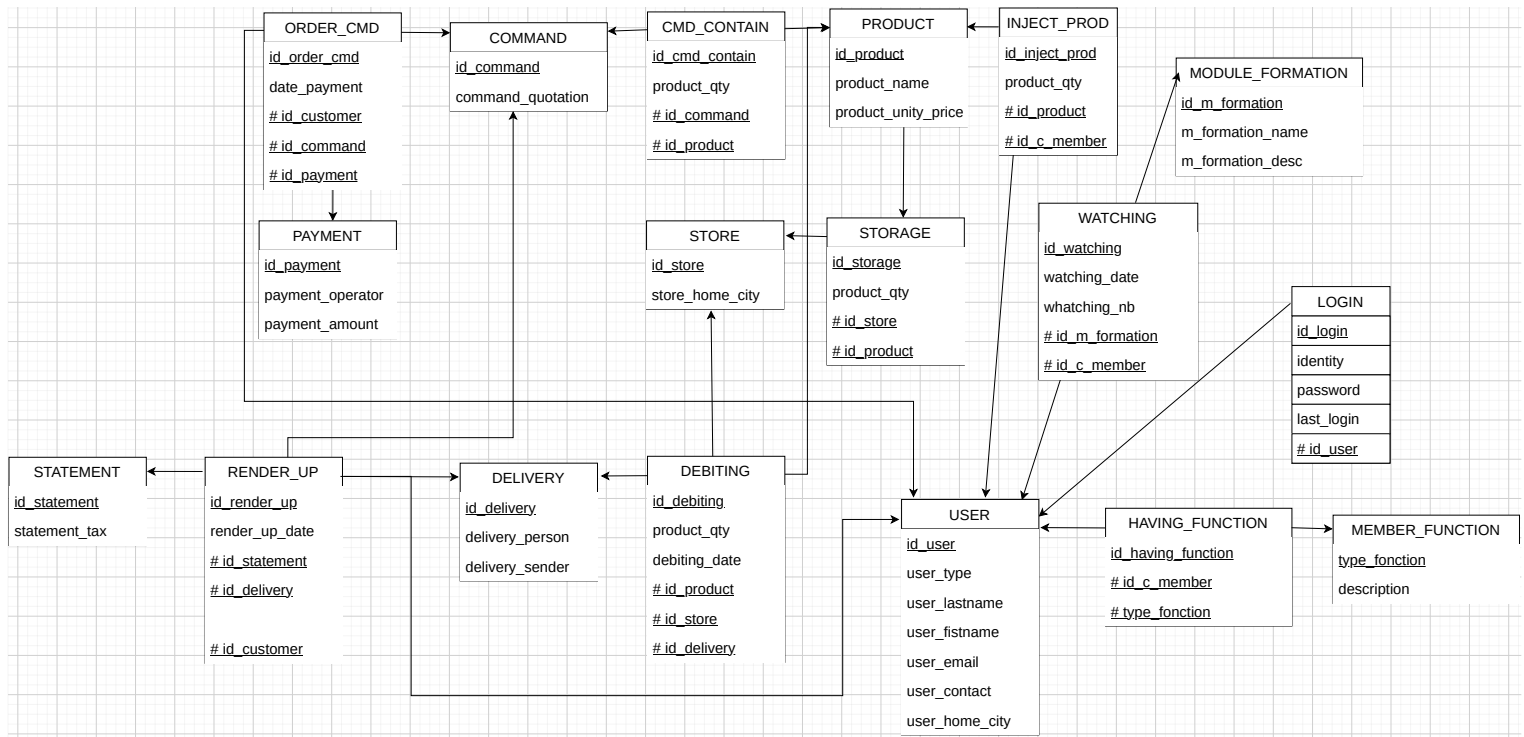 ORDER_CMD
id_order_cmd
date_payment
# id_customer
# id_command
# id_payment
COMMAND
id_command
command_quotation
CMD_CONTAIN
id_cmd_contain
product_qty
# id_command
# id_product
PRODUCT
id_product
product_name
product_unity_price
INJECT_PROD
id_inject_prod
product_qty
# id_product
# id_c_member
MODULE_FORMATION
id_m_formation
m_formation_name
m_formation_desc
PAYMENT
id_payment
payment_operator
payment_amount
STORE
id_store
store_home_city
STORAGE
id_storage
product_qty
# id_store
# id_product
WATCHING
id_watching
watching_date
whatching_nb
# id_m_formation
# id_c_member
LOGIN
id_login
identity
password
last_login
# id_user
STATEMENT
id_statement
statement_tax
RENDER_UP
id_render_up
render_up_date
# id_statement
# id_delivery
# id_customer
DELIVERY
id_delivery
delivery_person
delivery_sender
DEBITING
id_debiting
product_qty
debiting_date
# id_product
# id_store
# id_delivery
USER
id_user
user_type
user_lastname
user_fistname
user_email
user_contact
user_home_city
HAVING_FUNCTION
id_having_function
# id_c_member
# type_fonction
MEMBER_FUNCTION
type_fonction
description